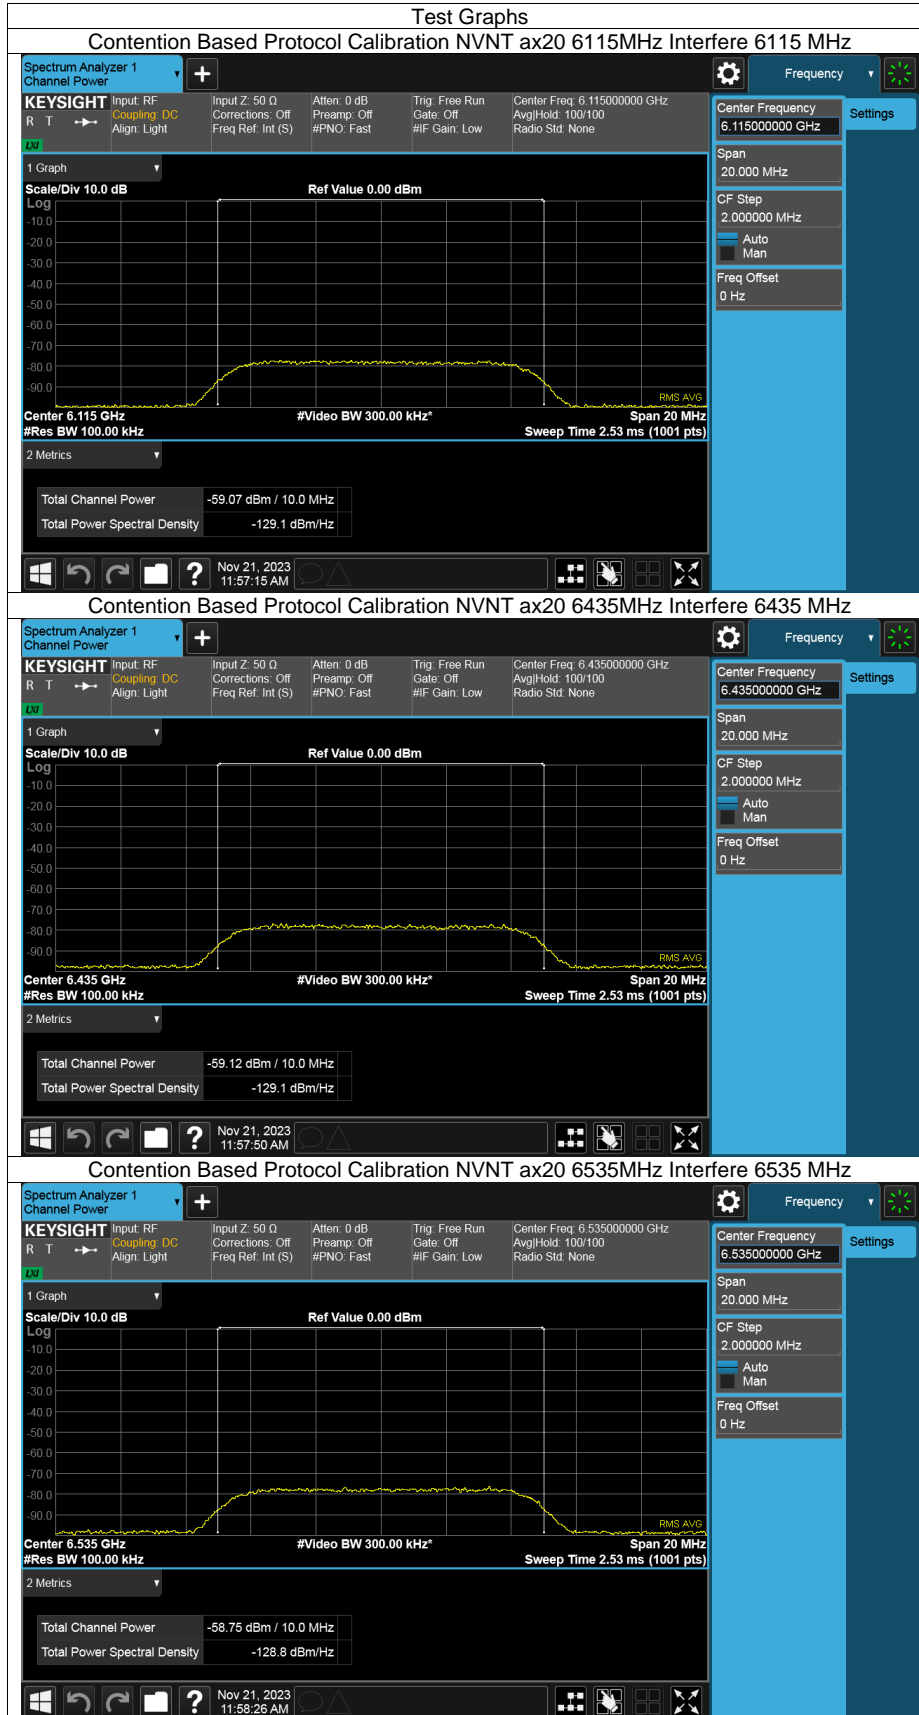 Test Graphs
Contention Based Protocol Calibration NVNT ax20 6115MHz Interfere 6115 MHz
Spectrum Analyzer 1
Channel Power
Frequency
KEYSIGHT
R T
LXI
Input: RF
Coupling: DC
Align: Light
Input Z: 50 Ω
Corrections: Off
Freq Ref: Int (S)
Atten: 0 dB
Preamp: Off
#PNO: Fast
Trig: Free Run
Gate: Off
#IF Gain: Low
Center Freq: 6.115000000 GHz
Avg|Hold: 100/100
Radio Std: None
Center Frequency
6.115000000 GHz
Settings
Span
20.000 MHz
CF Step
2.000000 MHz
Auto
Man
Freq Offset
0 Hz
1 Graph
Scale/Div 10.0 dB
Ref Value 0.00 dBm
Log
-10.0
-20.0
-30.0
-40.0
-50.0
-60.0
-70.0
-80.0
-90.0
RMS AVG
Center 6.115 GHz
#Video BW 300.00 kHz*
Span 20 MHz
#Res BW 100.00 kHz
Sweep Time 2.53 ms (1001 pts)
2 Metrics
Total Channel Power -59.07 dBm / 10.0 MHz
Total Power Spectral Density -129.1 dBm/Hz
?
Nov 21, 2023
11:57:15 AM
Contention Based Protocol Calibration NVNT ax20 6435MHz Interfere 6435 MHz
Spectrum Analyzer 1
Channel Power
Frequency
KEYSIGHT
R T
LXI
Input: RF
Coupling: DC
Align: Light
Input Z: 50 Ω
Corrections: Off
Freq Ref: Int (S)
Atten: 0 dB
Preamp: Off
#PNO: Fast
Trig: Free Run
Gate: Off
#IF Gain: Low
Center Freq: 6.435000000 GHz
Avg|Hold: 100/100
Radio Std: None
Center Frequency
6.435000000 GHz
Settings
Span
20.000 MHz
CF Step
2.000000 MHz
Auto
Man
Freq Offset
0 Hz
1 Graph
Scale/Div 10.0 dB
Ref Value 0.00 dBm
Log
-10.0
-20.0
-30.0
-40.0
-50.0
-60.0
-70.0
-80.0
-90.0
RMS AVG
Center 6.435 GHz
#Video BW 300.00 kHz*
Span 20 MHz
#Res BW 100.00 kHz
Sweep Time 2.53 ms (1001 pts)
2 Metrics
Total Channel Power -59.12 dBm / 10.0 MHz
Total Power Spectral Density -129.1 dBm/Hz
?
Nov 21, 2023
11:57:50 AM
Contention Based Protocol Calibration NVNT ax20 6535MHz Interfere 6535 MHz
Spectrum Analyzer 1
Channel Power
Frequency
KEYSIGHT
R T
LXI
Input: RF
Coupling: DC
Align: Light
Input Z: 50 Ω
Corrections: Off
Freq Ref: Int (S)
Atten: 0 dB
Preamp: Off
#PNO: Fast
Trig: Free Run
Gate: Off
#IF Gain: Low
Center Freq: 6.535000000 GHz
Avg|Hold: 100/100
Radio Std: None
Center Frequency
6.535000000 GHz
Settings
Span
20.000 MHz
CF Step
2.000000 MHz
Auto
Man
Freq Offset
0 Hz
1 Graph
Scale/Div 10.0 dB
Ref Value 0.00 dBm
Log
-10.0
-20.0
-30.0
-40.0
-50.0
-60.0
-70.0
-80.0
-90.0
RMS AVG
Center 6.535 GHz
#Video BW 300.00 kHz*
Span 20 MHz
#Res BW 100.00 kHz
Sweep Time 2.53 ms (1001 pts)
2 Metrics
Total Channel Power -58.75 dBm / 10.0 MHz
Total Power Spectral Density -128.8 dBm/Hz
?
Nov 21, 2023
11:58:26 AM